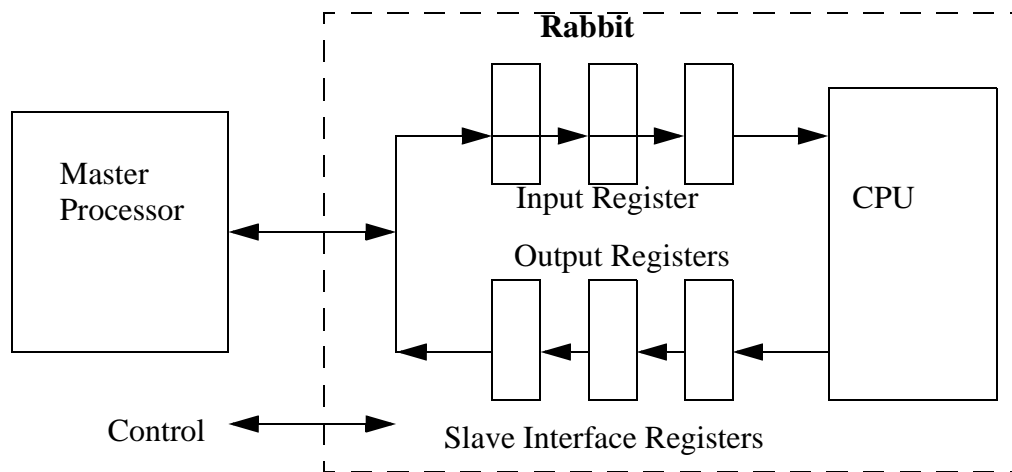 Rabbit
Master
Processor
Input Register
CPU
Output Registers
Control
Slave Interface Registers